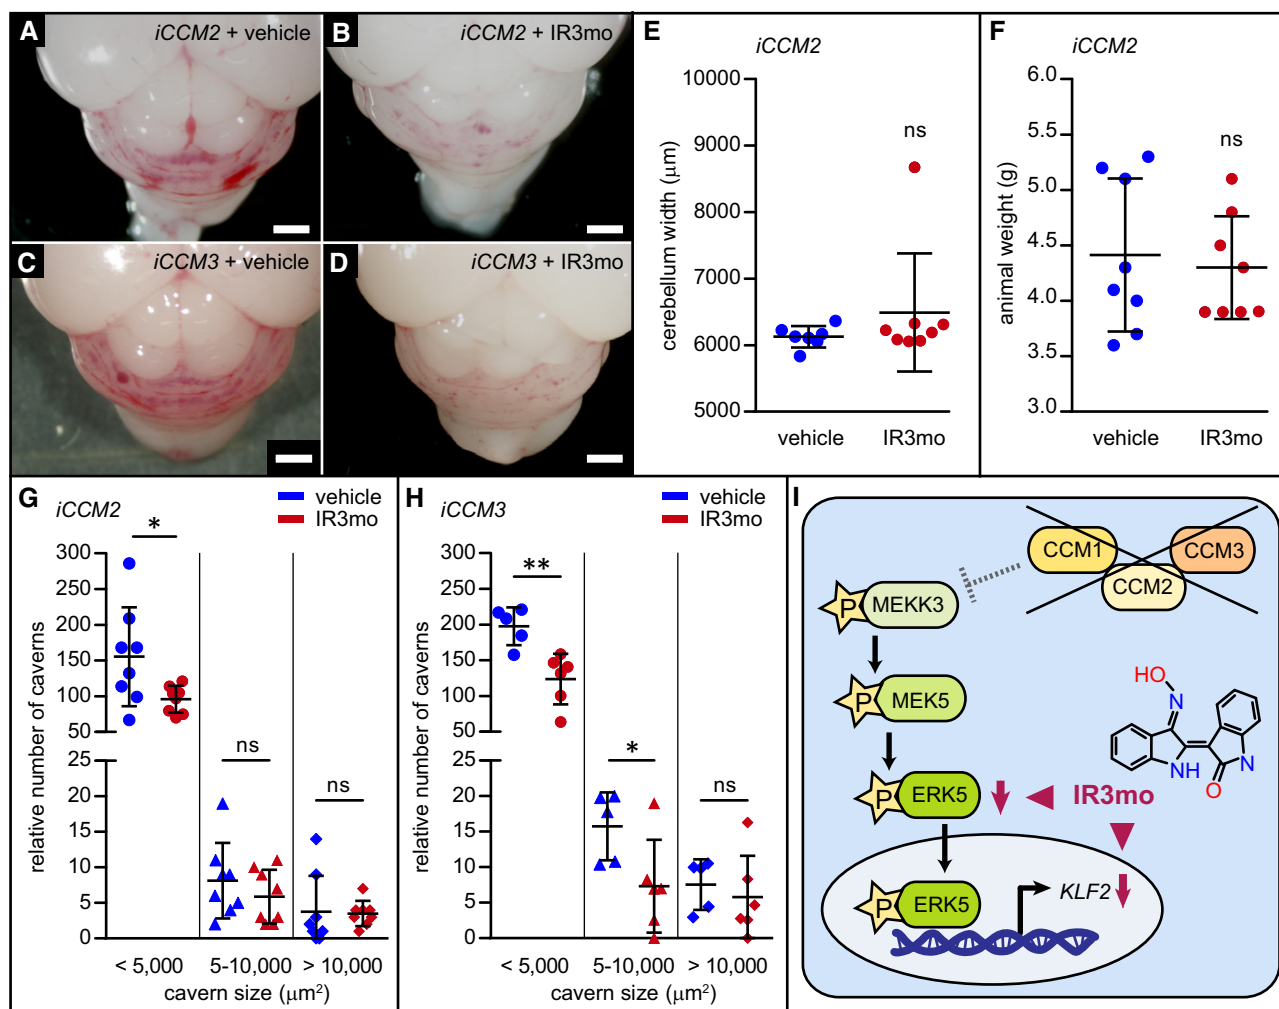 A
iCCM2 + vehicle
B
iCCM2 + IR3mo
C
iCCM3 + vehicle
D
iCCM3 + IR3mo
E
iCCM2
cerebellum width (μm)
10000
9000
8000
7000
6000
5000
ns
vehicle
IR3mo
F
iCCM2
animal weight (g)
6.0
5.5
5.0
4.5
4.0
3.5
3.0
ns
vehicle
IR3mo
G
iCCM2
vehicle
IR3mo
relative number of caverns
300
250
200
150
100
50
25
20
15
10
5
0
*
ns
ns
< 5,000
5-10,000
> 10,000
cavern size (μm²)
H
iCCM3
vehicle
IR3mo
relative number of caverns
300
250
200
150
100
50
25
20
15
10
5
0
**
*
ns
< 5,000
5-10,000
> 10,000
cavern size (μm²)
I
CCM1
CCM3
CCM2
P
MEKK3
P
MEK5
P
ERK5
IR3mo
HO
N
NH
O
N
P
ERK5
KLF2